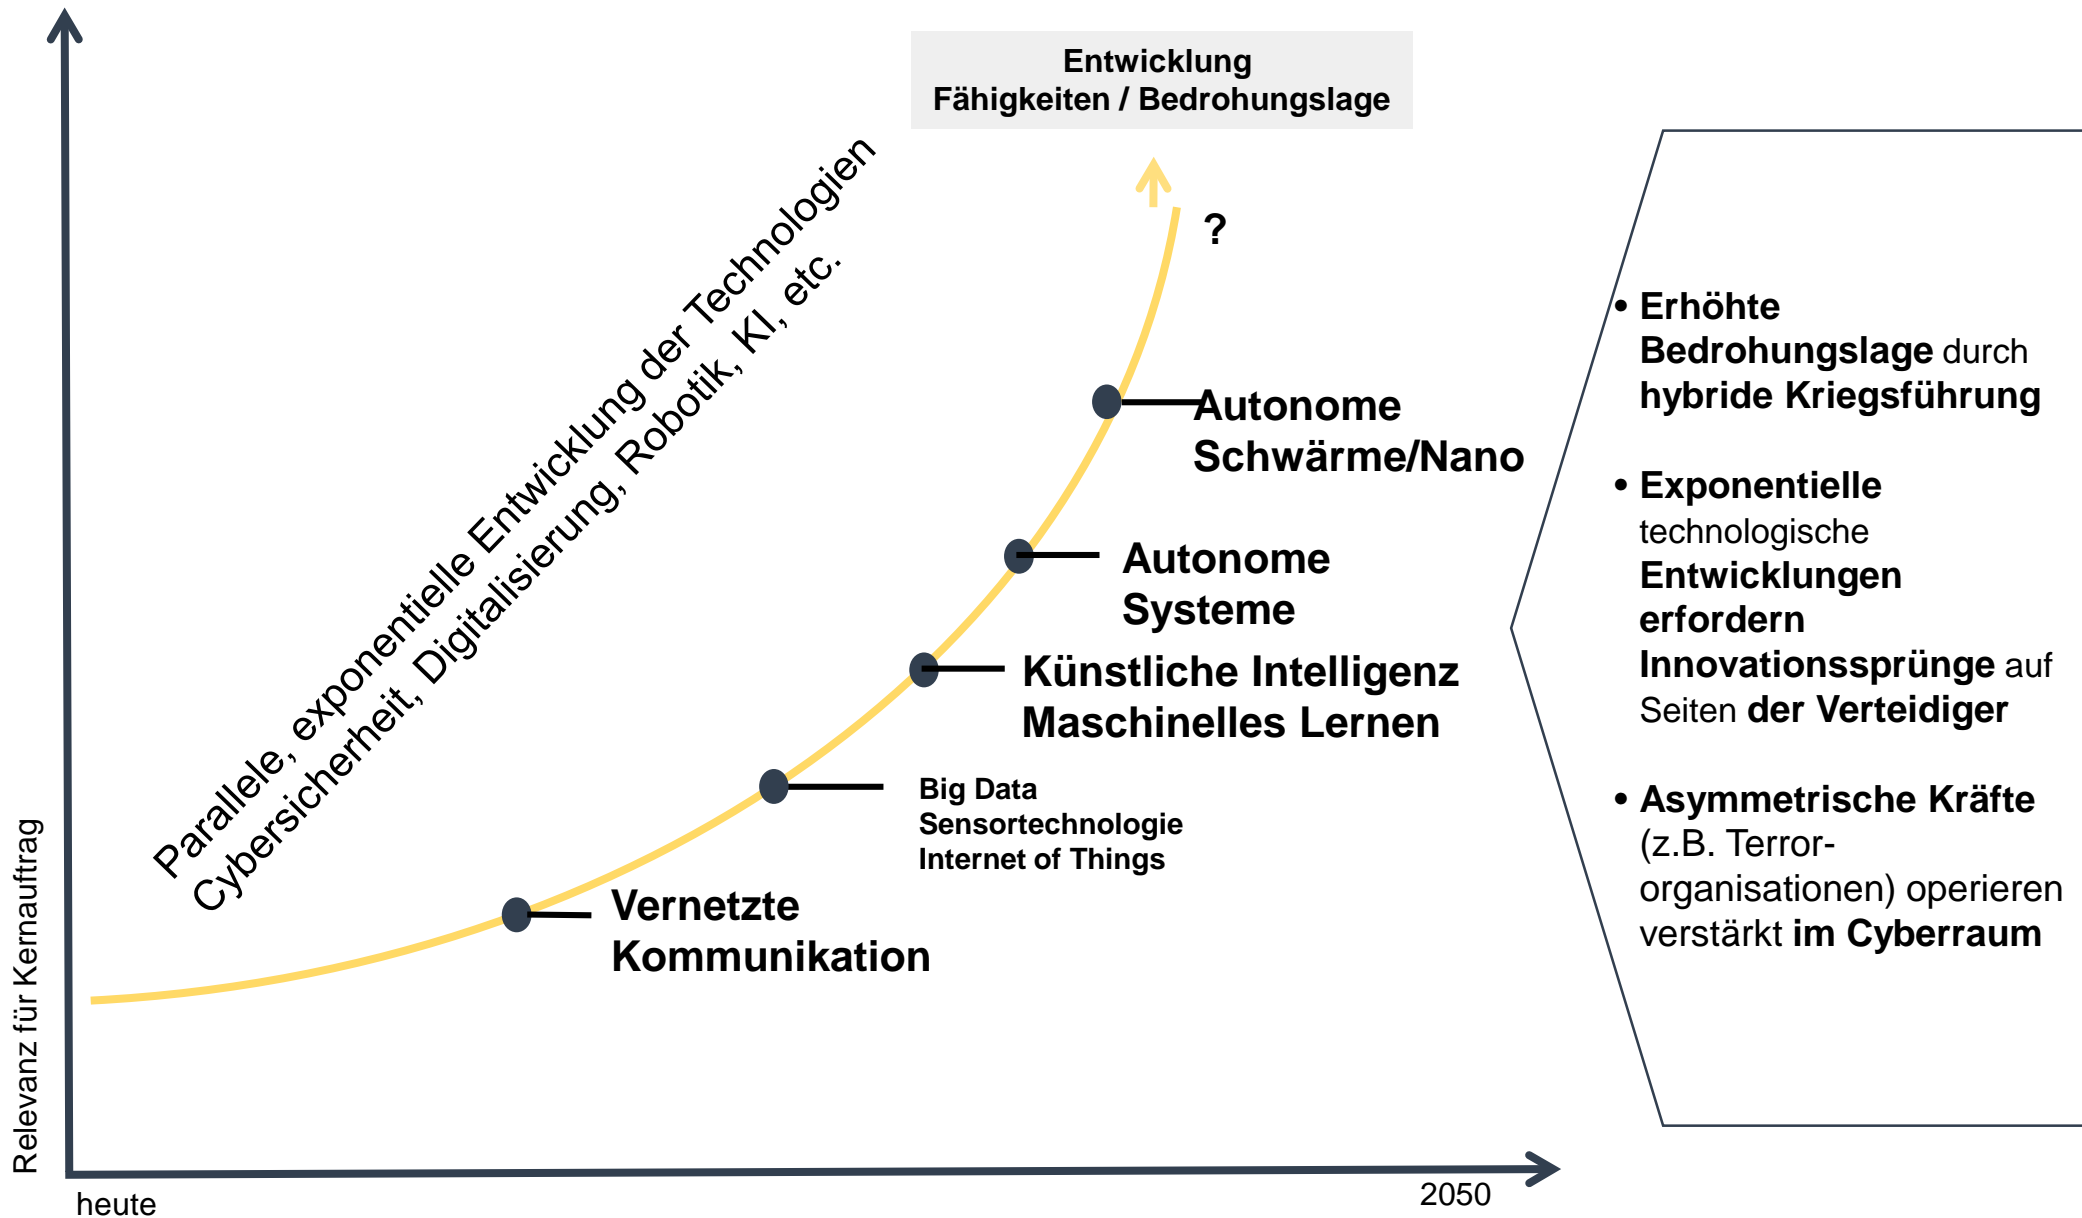 Entwicklung
Fähigkeiten / Bedrohungslage
Parallele, exponentielle Entwicklung der Technologien
Cybersicherheit, Digitalisierung, Robotik, KI, etc.
?
Autonome
Schwärme/Nano
Autonome
Systeme
Künstliche Intelligenz
Maschinelles Lernen
Big Data
Sensortechnologie
Internet of Things
Vernetzte
Kommunikation
Relevanz für Kernauftrag
heute
2050
• Erhöhte
Bedrohungslage durch
hybride Kriegsführung
• Exponentielle
technologische
Entwicklungen
erfordern
Innovationssprünge auf
Seiten der Verteidiger
• Asymmetrische Kräfte
(z.B. Terror-
organisationen) operieren
verstärkt im Cyberraum